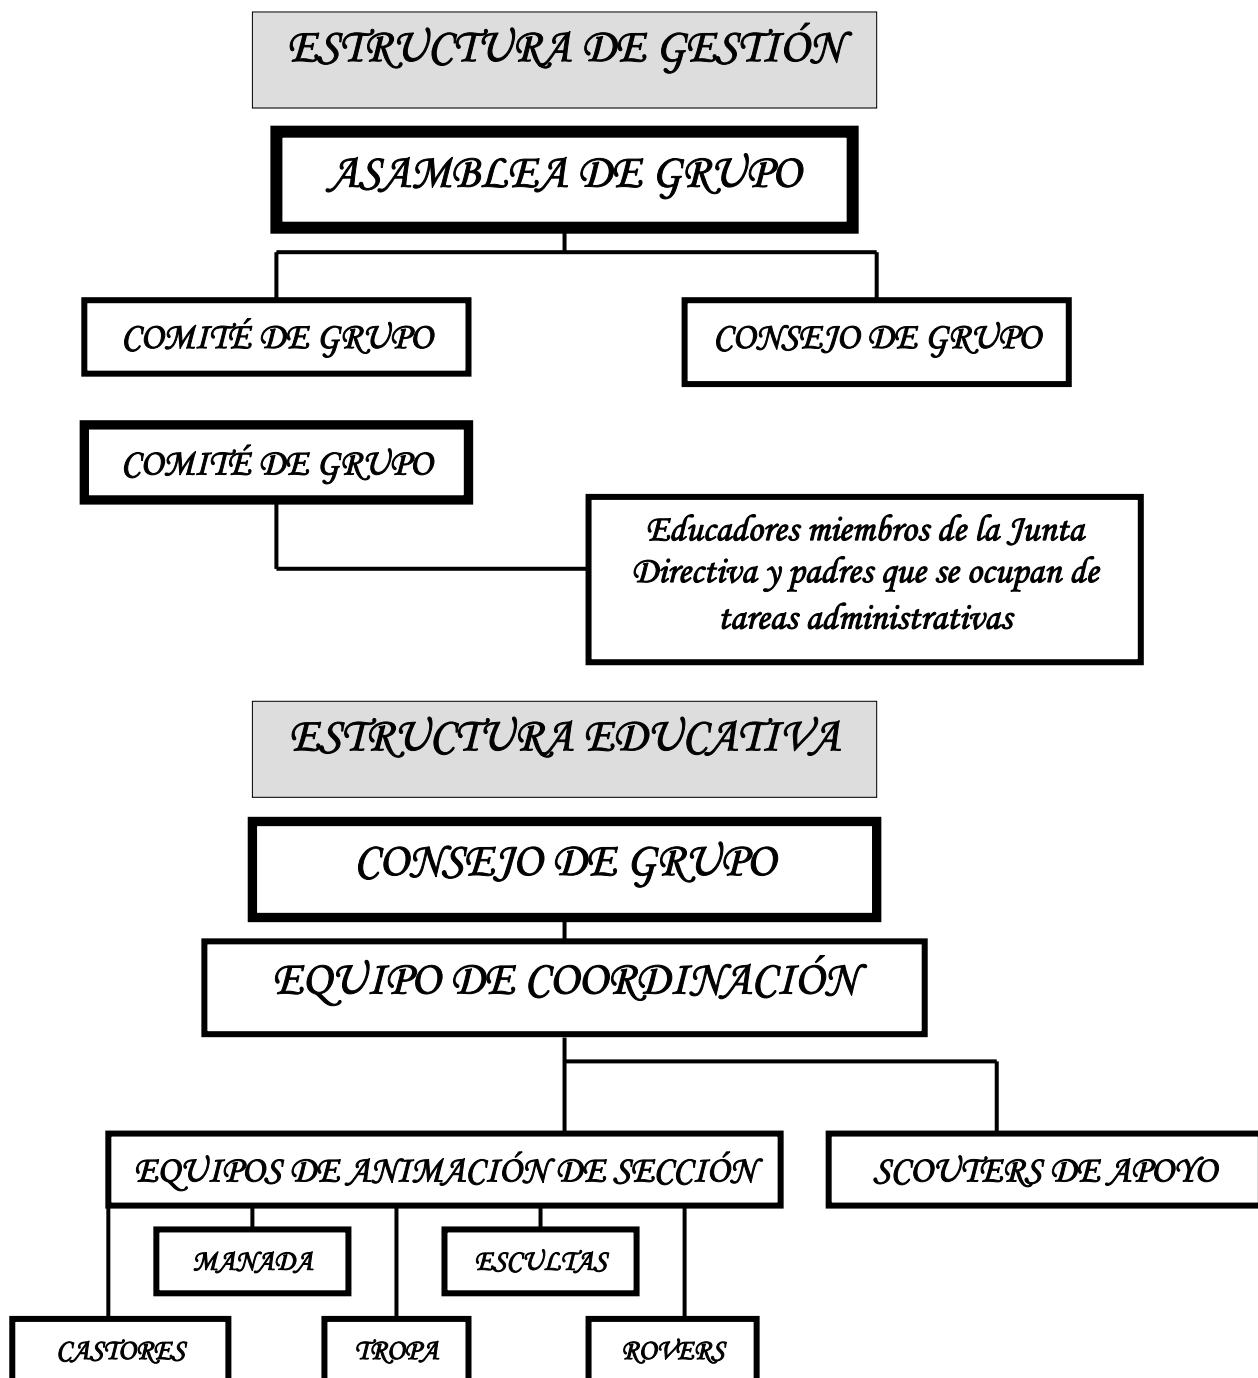 ESTRUCTURA DE GESTIÓN
ASAMBLEA DE GRUPO
COMITÉ DE GRUPO
CONSEJO DE GRUPO
COMITÉ DE GRUPO
Educadores miembros de la Junta
Directiva y padres que se ocupan de
tareas administrativas
ESTRUCTURA EDUCATIVA
CONSEJO DE GRUPO
EQUIPO DE COORDINACIÓN
EQUIPOS DE ANIMACIÓN DE SECCIÓN
SCOUTERS DE APOYO
MANADA
ESCULTAS
CASTORES
TROPA
ROVERS